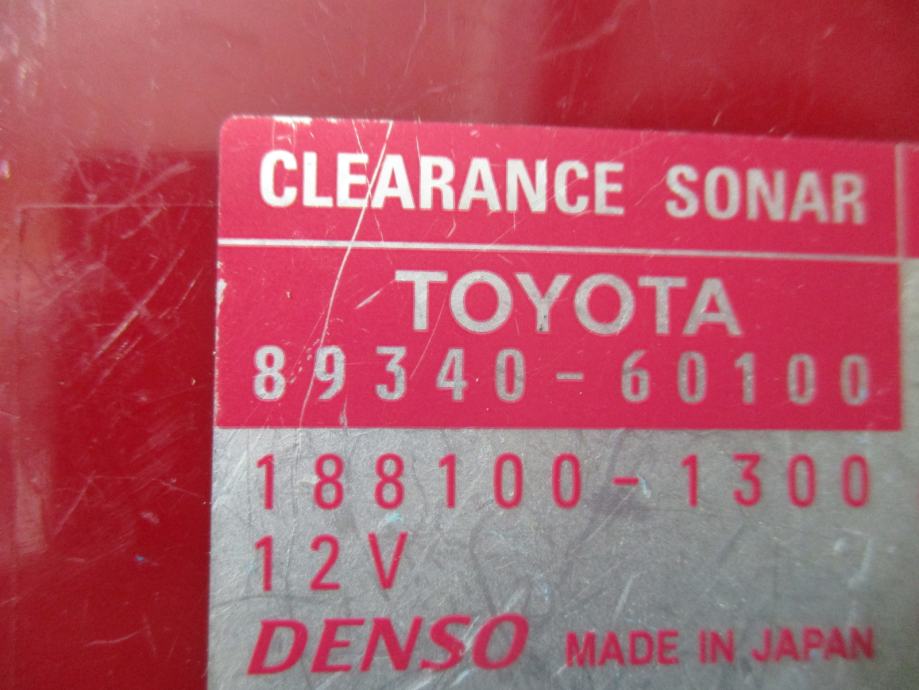 CLEARANCE SONAR
TOYOTA
89340-60100
188100-1300
12V
DENSO MADE IN JAPAN